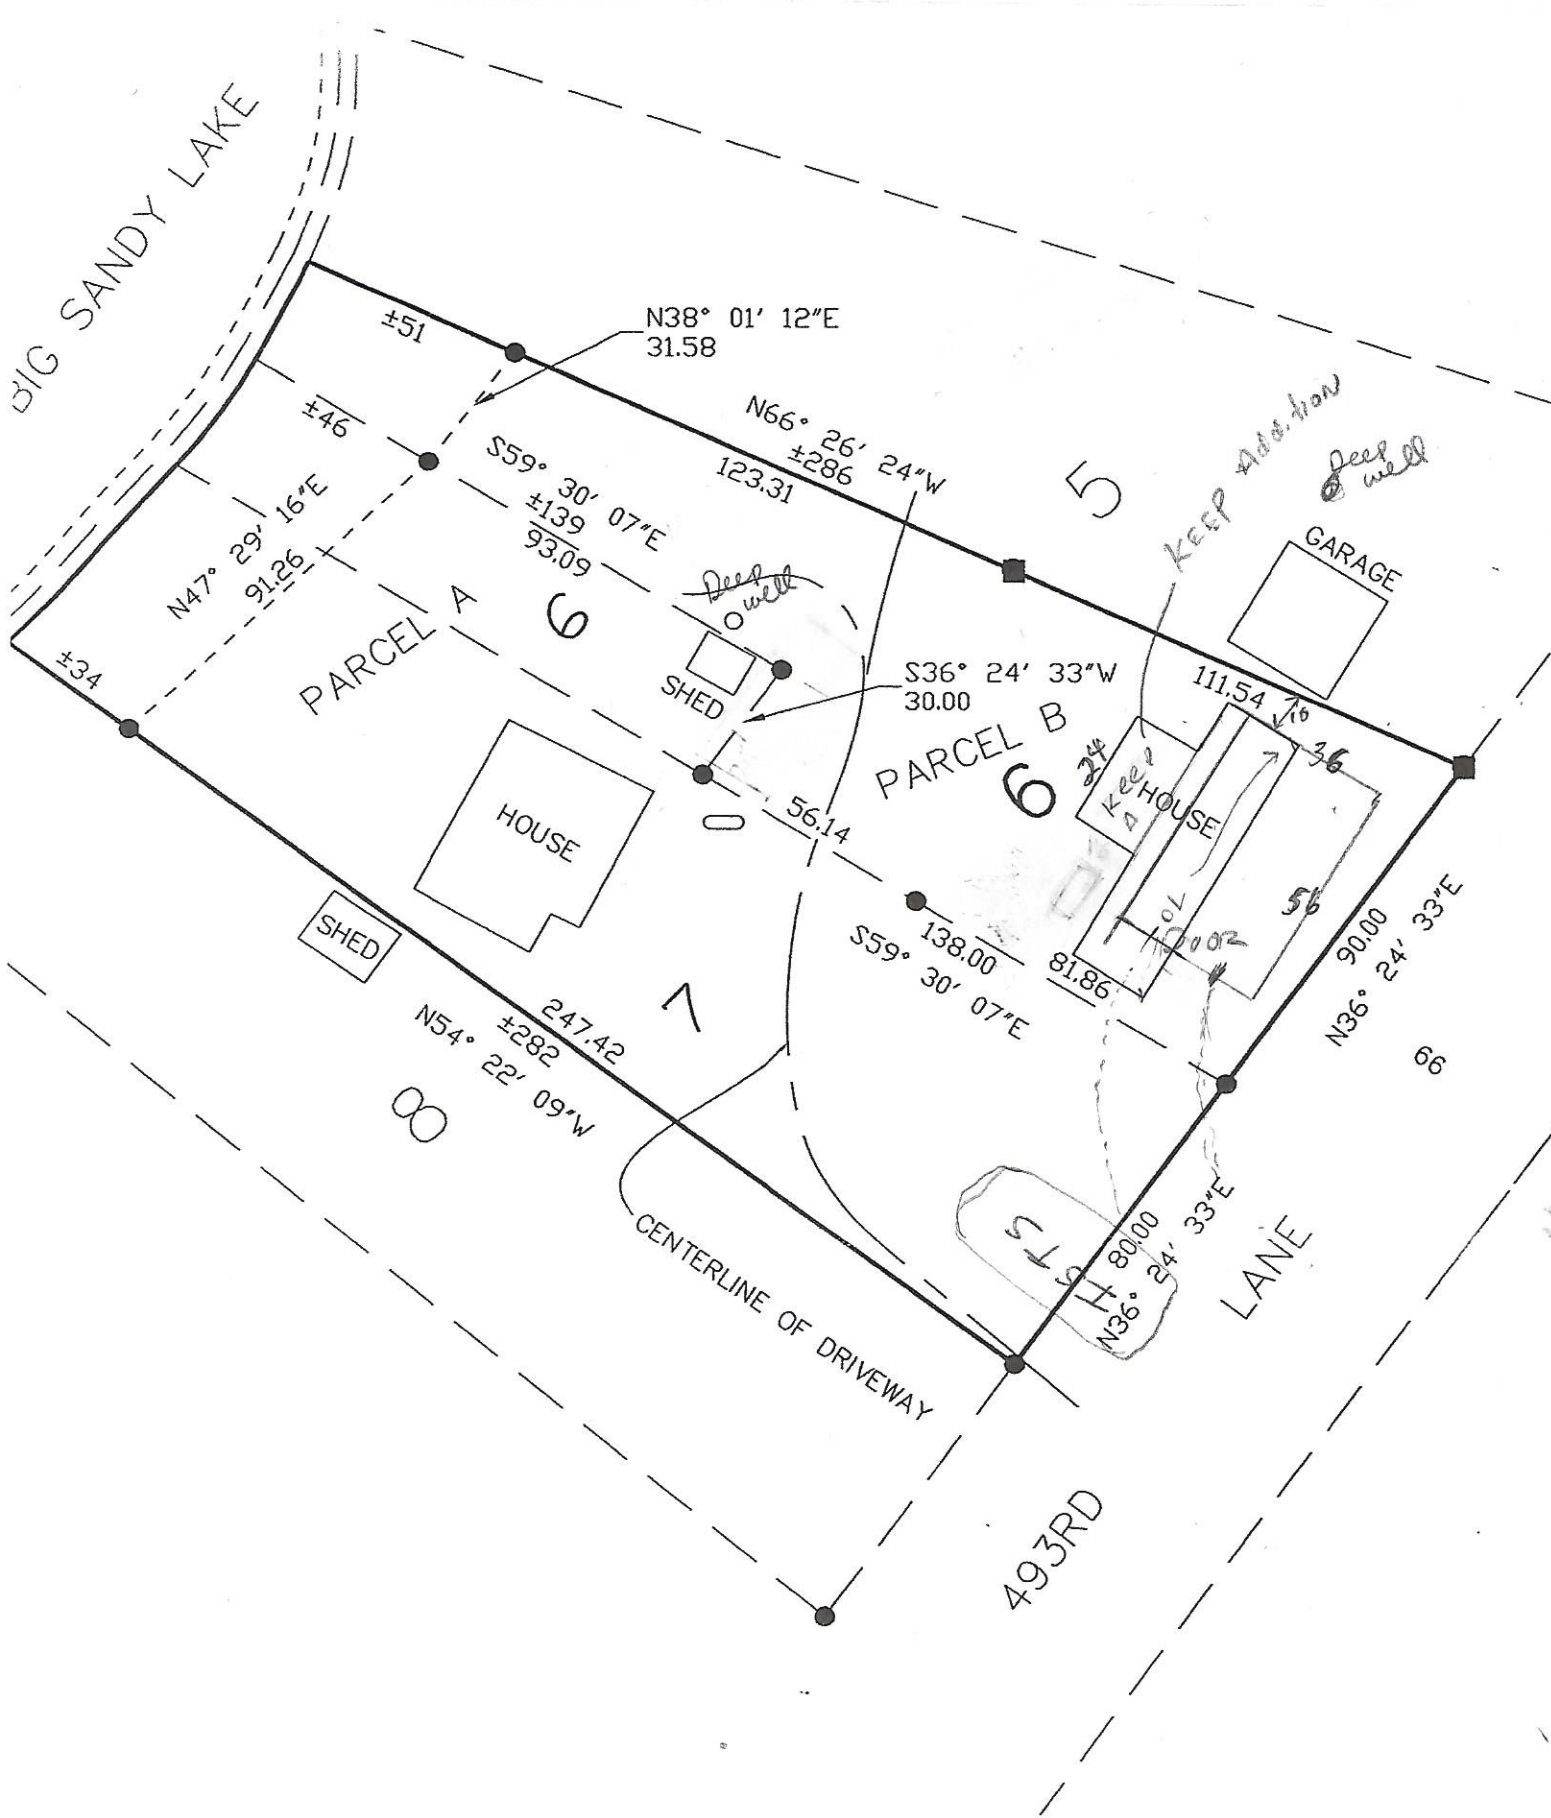 BIG SANDY LAKE
±51
N38° 01' 12"E
31.58
±46
N66° 26' 24"W
±286
123.31
5
KEEP Addition
Deep
well
GARAGE
S59° 30' 07"E
±139
93.09
N47° 29' 16"E
91.26
Deep
well
SHED
PARCEL A
6
±34
S36° 24' 33"W
30.00
111.54
16
36
PARCEL B
6
24
Keep
HOUSE
56
DOOR
HOUSE
56.14
SHED
138.00
S59° 30' 07"E
81.86
90.00
N36° 24' 33"E
66
7
247.42
±282
N54° 22' 09"W
8
CENTERLINE OF DRIVEWAY
HSTS
80.00
N36° 24' 33"E
493RD LANE